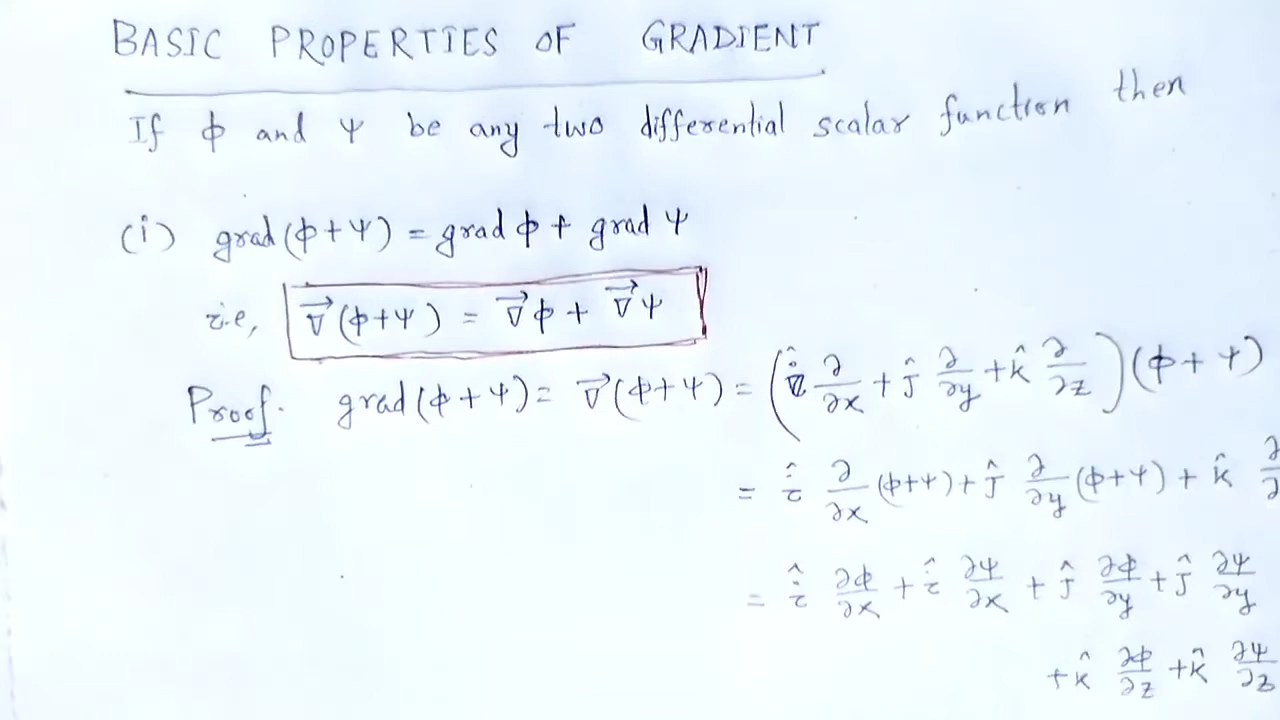 BASIC PROPERTIES OF GRADIENT
If ϕ and ψ be any two differential scalar function then
(i) grad(ϕ+ψ) = grad ϕ + grad ψ
i.e, ∇⃗(ϕ+ψ) = ∇⃗ϕ + ∇⃗ψ
Proof. grad(ϕ+ψ) = ∇⃗(ϕ+ψ) = (î ∂/∂x + ĵ ∂/∂y + k̂ ∂/∂z)(ϕ+ψ)
= î ∂/∂x (ϕ+ψ) + ĵ ∂/∂y (ϕ+ψ) + k̂
= î ∂ϕ/∂x + î ∂ψ/∂x + ĵ ∂ϕ/∂y + ĵ ∂ψ/∂y
+ k̂ ∂ϕ/∂z + k̂ ∂ψ/∂z